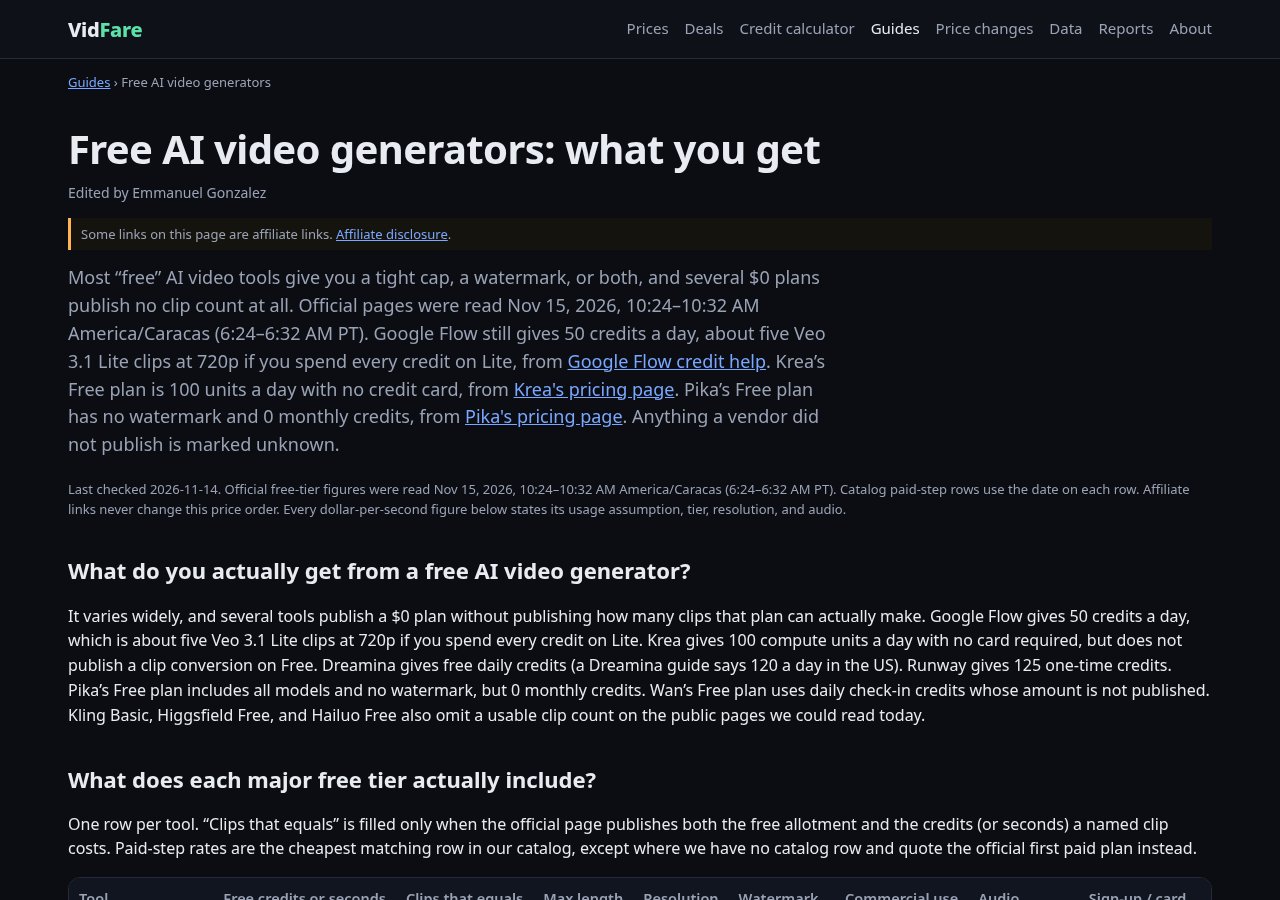 VidFare
Prices Deals Credit calculator Guides Price changes Data Reports About
Guides › Free AI video generators
Free AI video generators: what you get
Edited by Emmanuel Gonzalez
Some links on this page are affiliate links. Affiliate disclosure.
Most “free” AI video tools give you a tight cap, a watermark, or both, and several $0 plans
publish no clip count at all. Official pages were read Nov 15, 2026, 10:24–10:32 AM
America/Caracas (6:24–6:32 AM PT). Google Flow still gives 50 credits a day, about five Veo
3.1 Lite clips at 720p if you spend every credit on Lite, from Google Flow credit help. Krea’s
Free plan is 100 units a day with no credit card, from Krea's pricing page. Pika’s Free plan
has no watermark and 0 monthly credits, from Pika's pricing page. Anything a vendor did
not publish is marked unknown.
Last checked 2026-11-14. Official free-tier figures were read Nov 15, 2026, 10:24–10:32 AM America/Caracas (6:24–6:32 AM PT). Catalog paid-step rows use the date on each row. Affiliate
links never change this price order. Every dollar-per-second figure below states its usage assumption, tier, resolution, and audio.
What do you actually get from a free AI video generator?
It varies widely, and several tools publish a $0 plan without publishing how many clips that plan can actually make. Google Flow gives 50 credits a day,
which is about five Veo 3.1 Lite clips at 720p if you spend every credit on Lite. Krea gives 100 compute units a day with no card required, but does not
publish a clip conversion on Free. Dreamina gives free daily credits (a Dreamina guide says 120 a day in the US). Runway gives 125 one-time credits.
Pika’s Free plan includes all models and no watermark, but 0 monthly credits. Wan’s Free plan uses daily check-in credits whose amount is not published.
Kling Basic, Higgsfield Free, and Hailuo Free also omit a usable clip count on the public pages we could read today.
What does each major free tier actually include?
One row per tool. “Clips that equals” is filled only when the official page publishes both the free allotment and the credits (or seconds) a named clip
costs. Paid-step rates are the cheapest matching row in our catalog, except where we have no catalog row and quote the official first paid plan instead.
Tool Free credits or seconds Clips that equals Max length Resolution Watermark Commercial use Audio Sign-up / card